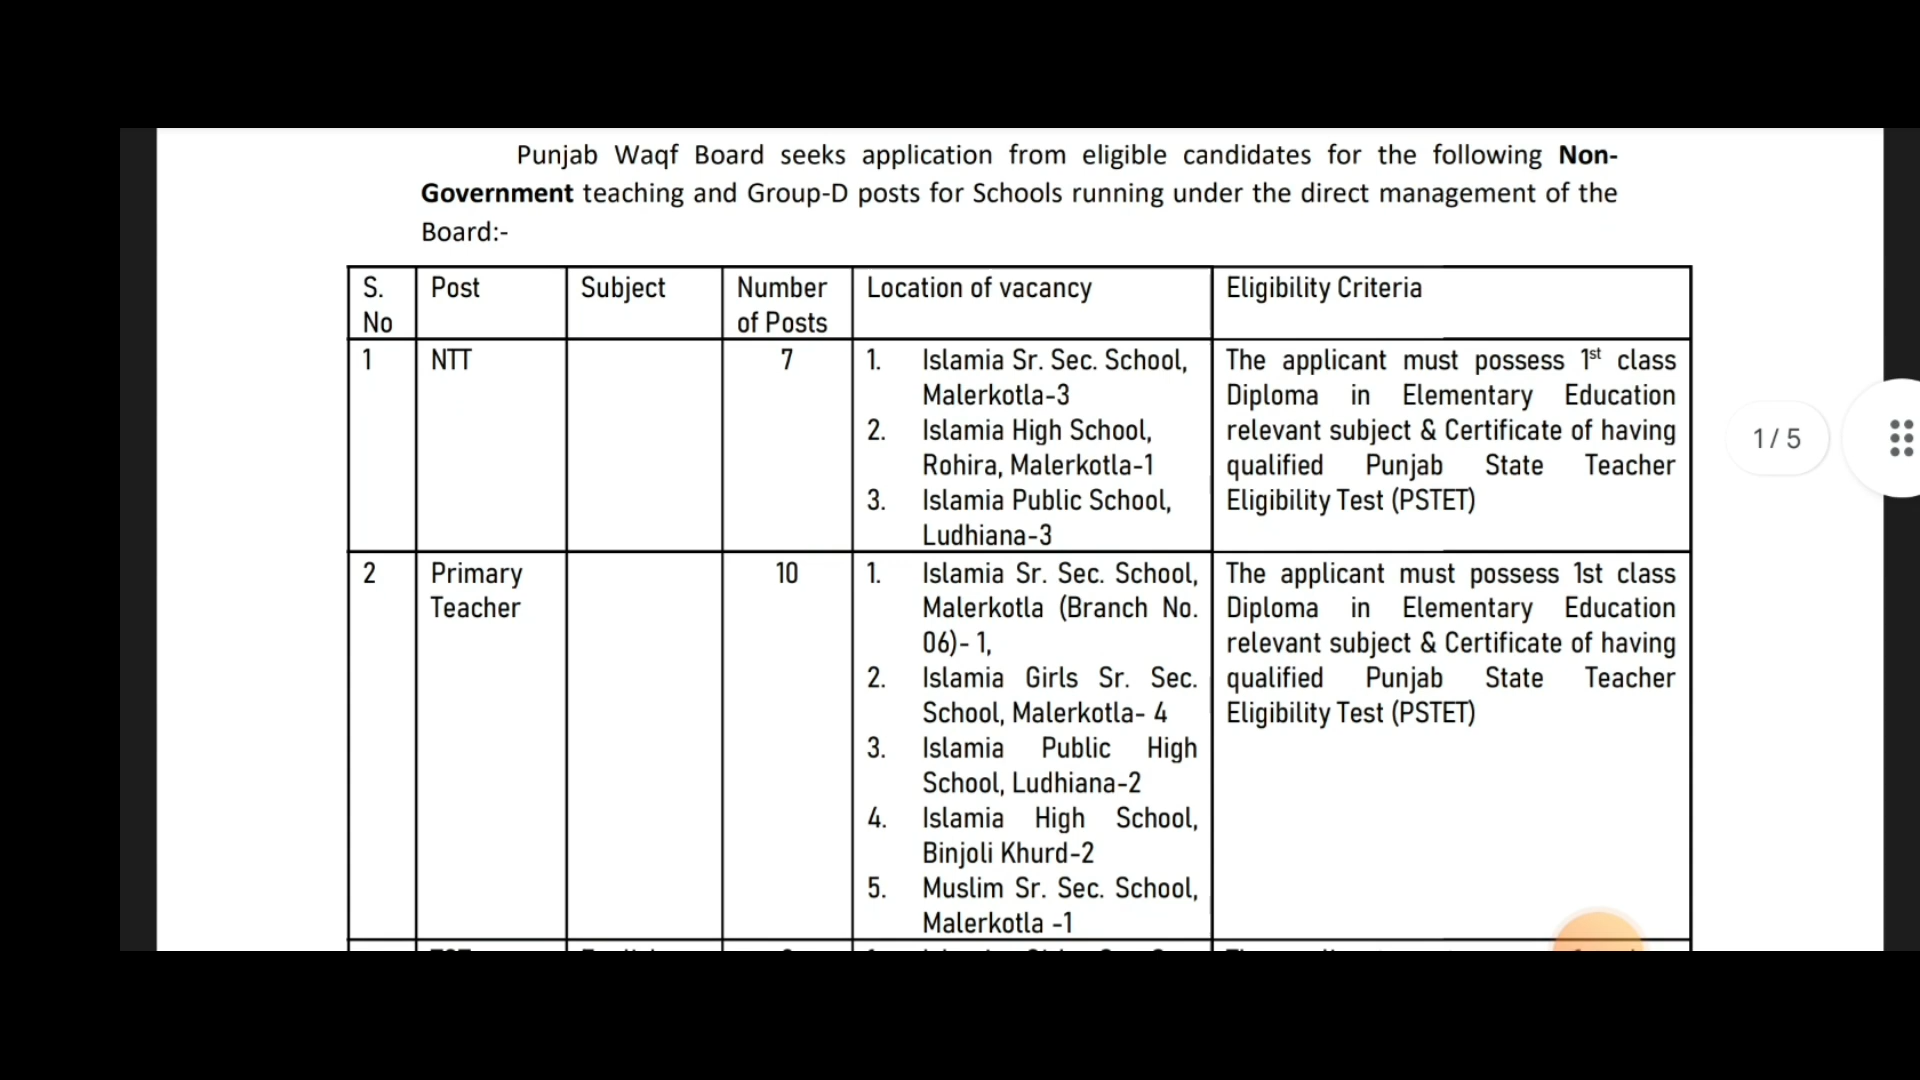 Punjab Waqf Board seeks application from eligible candidates for the following Non-
Government teaching and Group-D posts for Schools running under the direct management of the
Board:-
S.
No
Post
Subject
Number
of Posts
Location of vacancy
Eligibility Criteria
1
NTT
7
1. Islamia Sr. Sec. School,
Malerkotla-3
2. Islamia High School,
Rohira, Malerkotla-1
3. Islamia Public School,
Ludhiana-3
The applicant must possess 1st class
Diploma in Elementary Education
relevant subject & Certificate of having
qualified Punjab State Teacher
Eligibility Test (PSTET)
2
Primary
Teacher
10
1. Islamia Sr. Sec. School,
Malerkotla (Branch No.
06)- 1,
2. Islamia Girls Sr. Sec.
School, Malerkotla- 4
3. Islamia Public High
School, Ludhiana-2
4. Islamia High School,
Binjoli Khurd-2
5. Muslim Sr. Sec. School,
Malerkotla -1
The applicant must possess 1st class
Diploma in Elementary Education
relevant subject & Certificate of having
qualified Punjab State Teacher
Eligibility Test (PSTET)
1 / 5